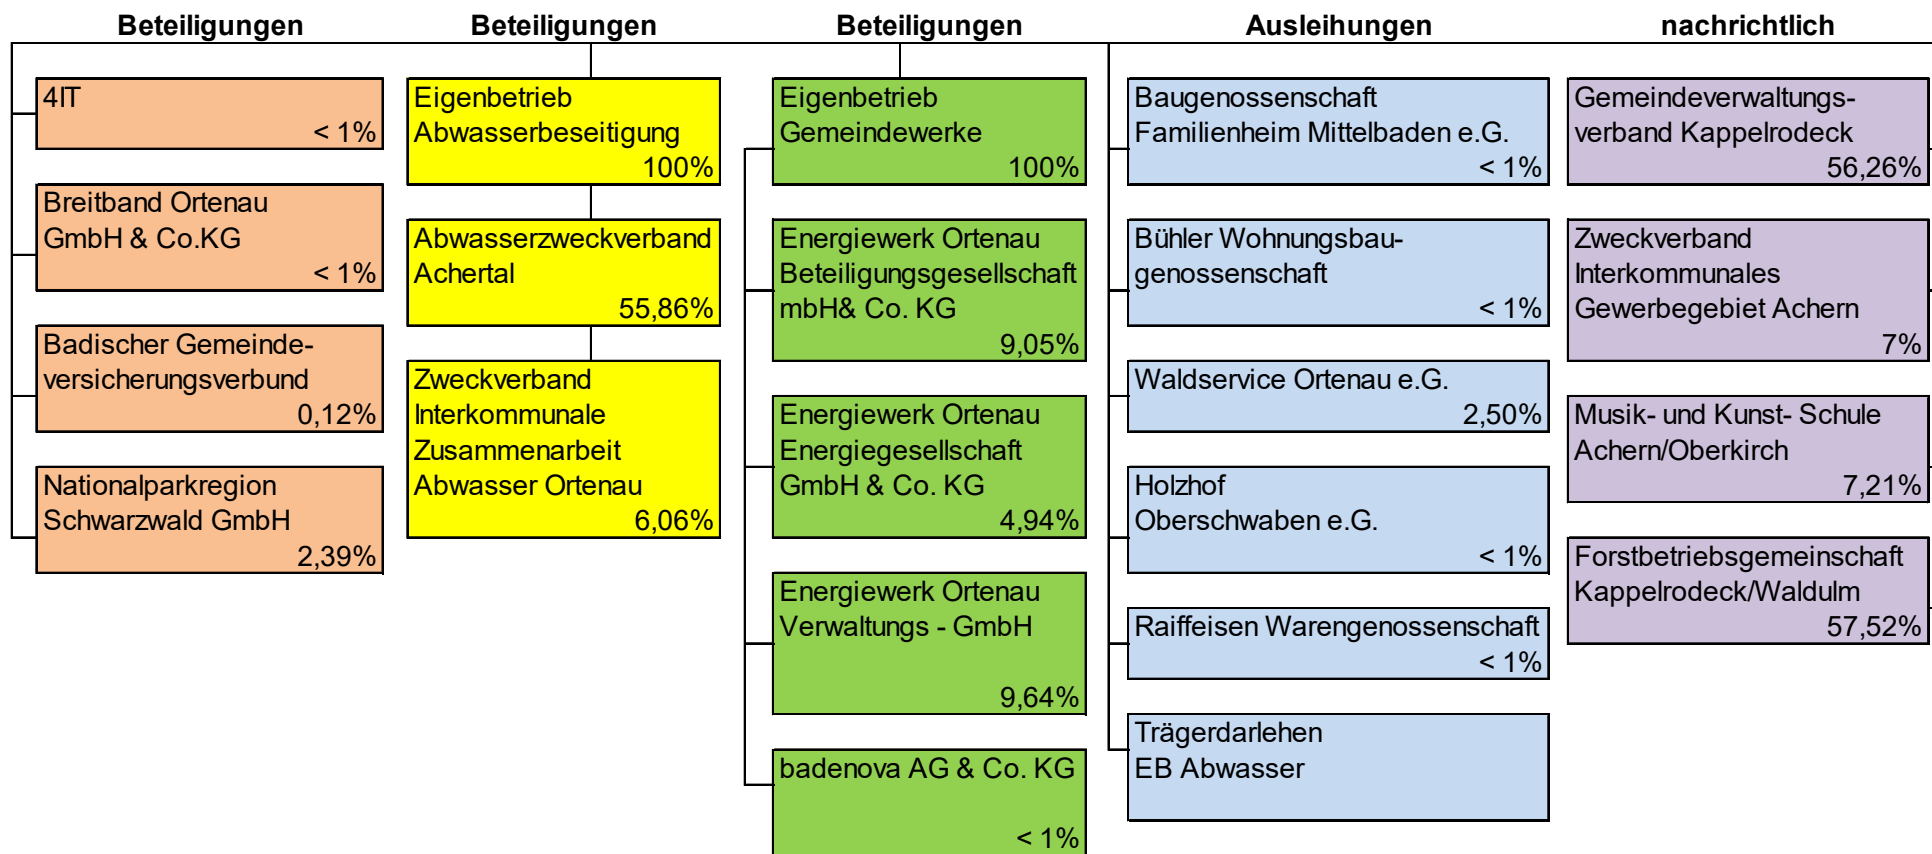 Beteiligungen
4IT
< 1%
Breitband Ortenau
GmbH & Co.KG
< 1%
Badischer Gemeinde-
versicherungsverbund
0,12%
Nationalparkregion
Schwarzwald GmbH
2,39%
Beteiligungen
Eigenbetrieb
Abwasserbeseitigung
100%
Abwasserzweckverband
Achertal
55,86%
Zweckverband
Interkommunale
Zusammenarbeit
Abwasser Ortenau
6,06%
Beteiligungen
Eigenbetrieb
Gemeindewerke
100%
Energiewerk Ortenau
Beteiligungsgesellschaft
mbH& Co. KG
9,05%
Energiewerk Ortenau
Energiegesellschaft
GmbH & Co. KG
4,94%
Energiewerk Ortenau
Verwaltungs - GmbH
9,64%
badenova AG & Co. KG
< 1%
Ausleihungen
Baugenossenschaft
Familienheim Mittelbaden e.G.
< 1%
Bühler Wohnungsbau-
genossenschaft
< 1%
Waldservice Ortenau e.G.
2,50%
Holzhof
Oberschwaben e.G.
< 1%
Raiffeisen Warengenossenschaft
< 1%
Trägerdarlehen
EB Abwasser
nachrichtlich
Gemeindeverwaltungs-
verband Kappelrodeck
56,26%
Zweckverband
Interkommunales
Gewerbegebiet Achern
7%
Musik- und Kunst- Schule
Achern/Oberkirch
7,21%
Forstbetriebsgemeinschaft
Kappelrodeck/Waldulm
57,52%